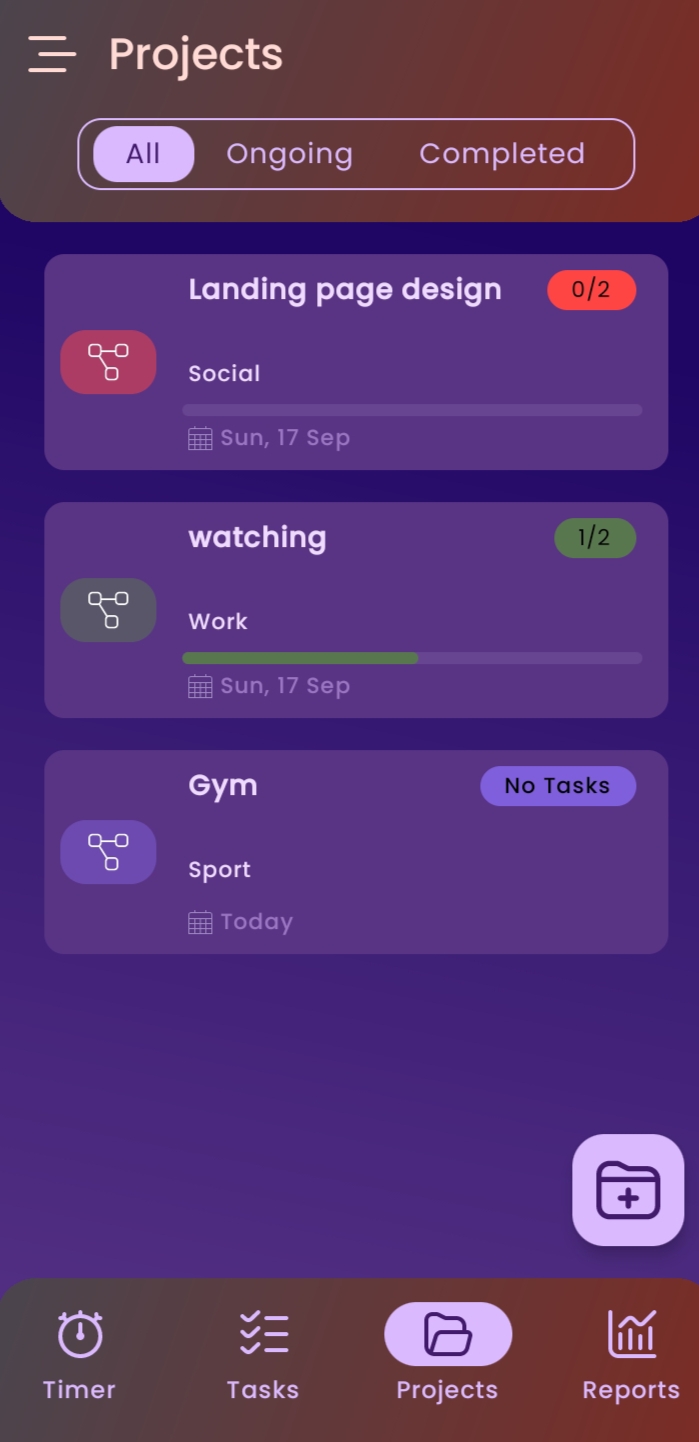 Projects
All Ongoing Completed
Landing page design 0/2
Social
Sun, 17 Sep
watching 1/2
Work
Sun, 17 Sep
Gym No Tasks
Sport
Today
Timer Tasks Projects Reports